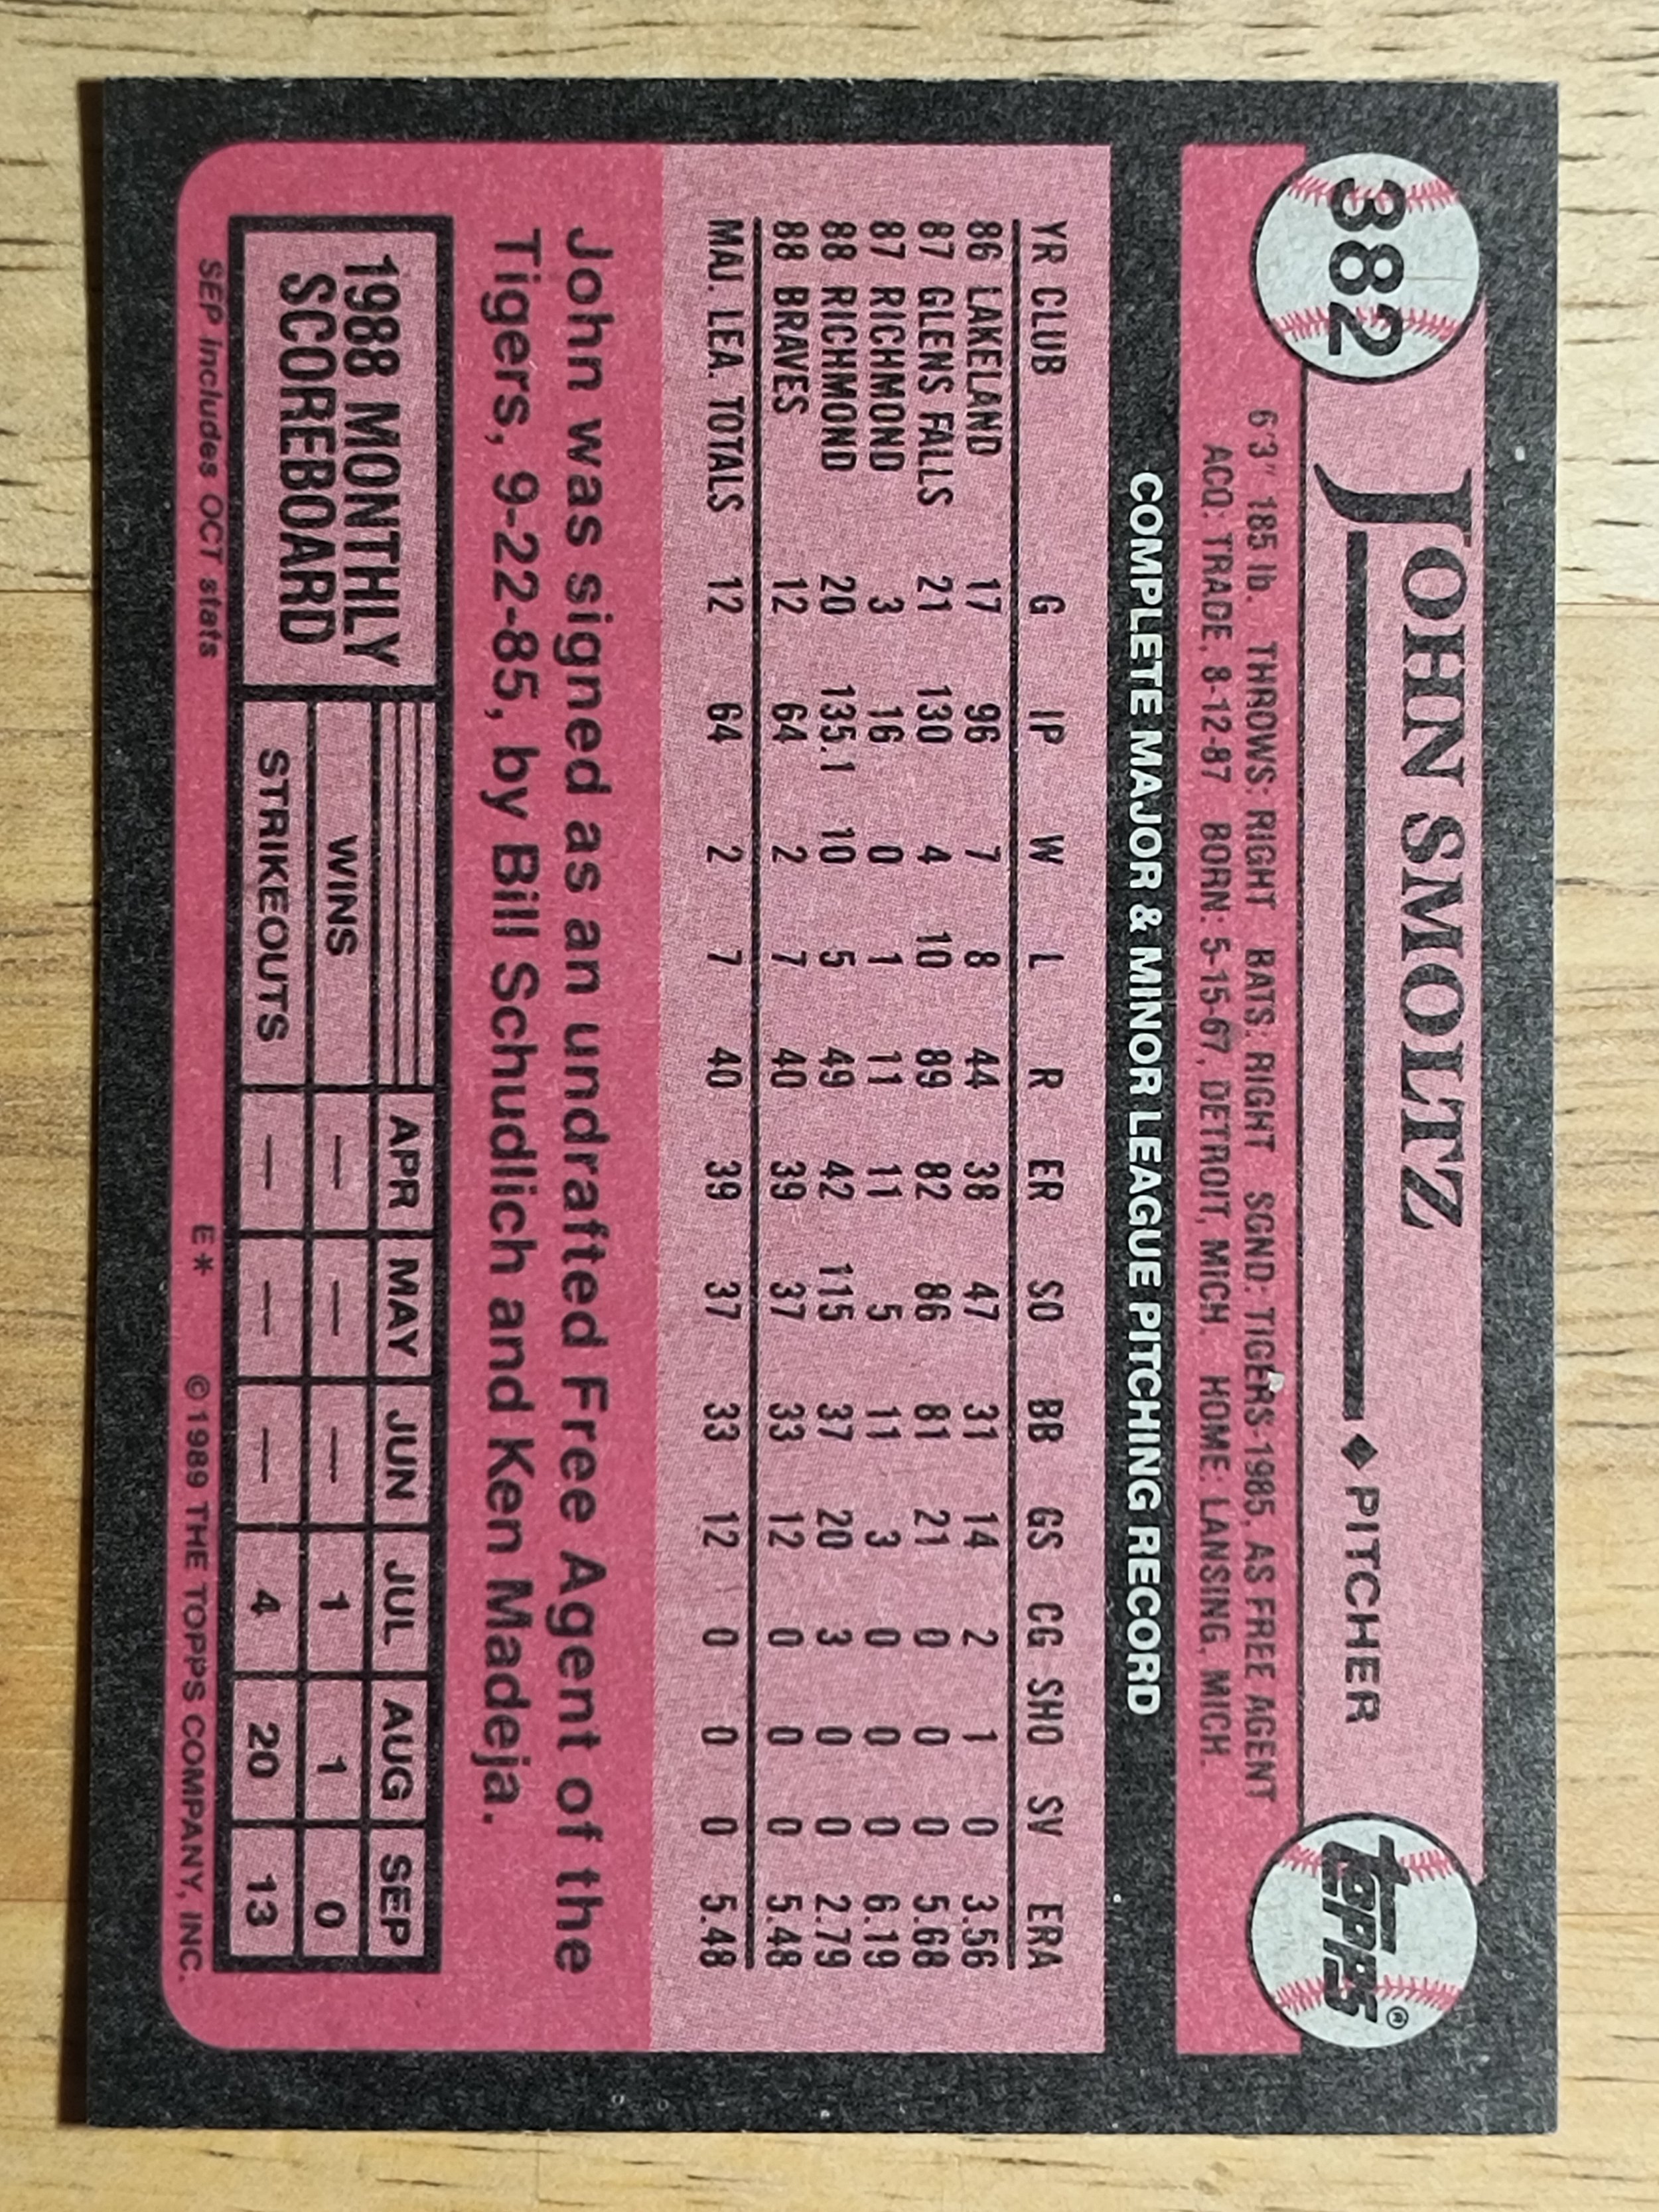 382
JOHN SMOLTZ
◆ PITCHER
topps®
6'3" 185 lb. THROWS: RIGHT BATS: RIGHT SGND: TIGERS-1985, AS FREE AGENT
ACQ: TRADE, 8-12-87 BORN: 5-15-67, DETROIT, MICH. HOME: LANSING, MICH.
COMPLETE MAJOR & MINOR LEAGUE PITCHING RECORD
YR CLUB G IP W L R ER SO BB GS CG SHO SV ERA
86 LAKELAND 17 96 7 8 44 38 47 31 14 2 1 0 3.56
87 GLENS FALLS 21 130 4 10 89 82 86 81 21 0 0 0 5.68
87 RICHMOND 3 16 0 1 11 11 5 11 3 0 0 0 6.19
88 RICHMOND 20 135.1 10 5 49 42 115 37 20 3 0 0 2.79
88 BRAVES 12 64 2 7 40 39 37 33 12 0 0 0 5.48
MAJ. LEA. TOTALS 12 64 2 7 40 39 37 33 12 0 0 0 5.48
John was signed as an undrafted Free Agent of the
Tigers, 9-22-85, by Bill Schudlich and Ken Madeja.
1988 MONTHLY
SCOREBOARD
APR MAY JUN JUL AUG SEP
WINS — — — 1 1 0
STRIKEOUTS — — — 4 20 13
SEP includes OCT stats E* ©1989 THE TOPPS COMPANY, INC.